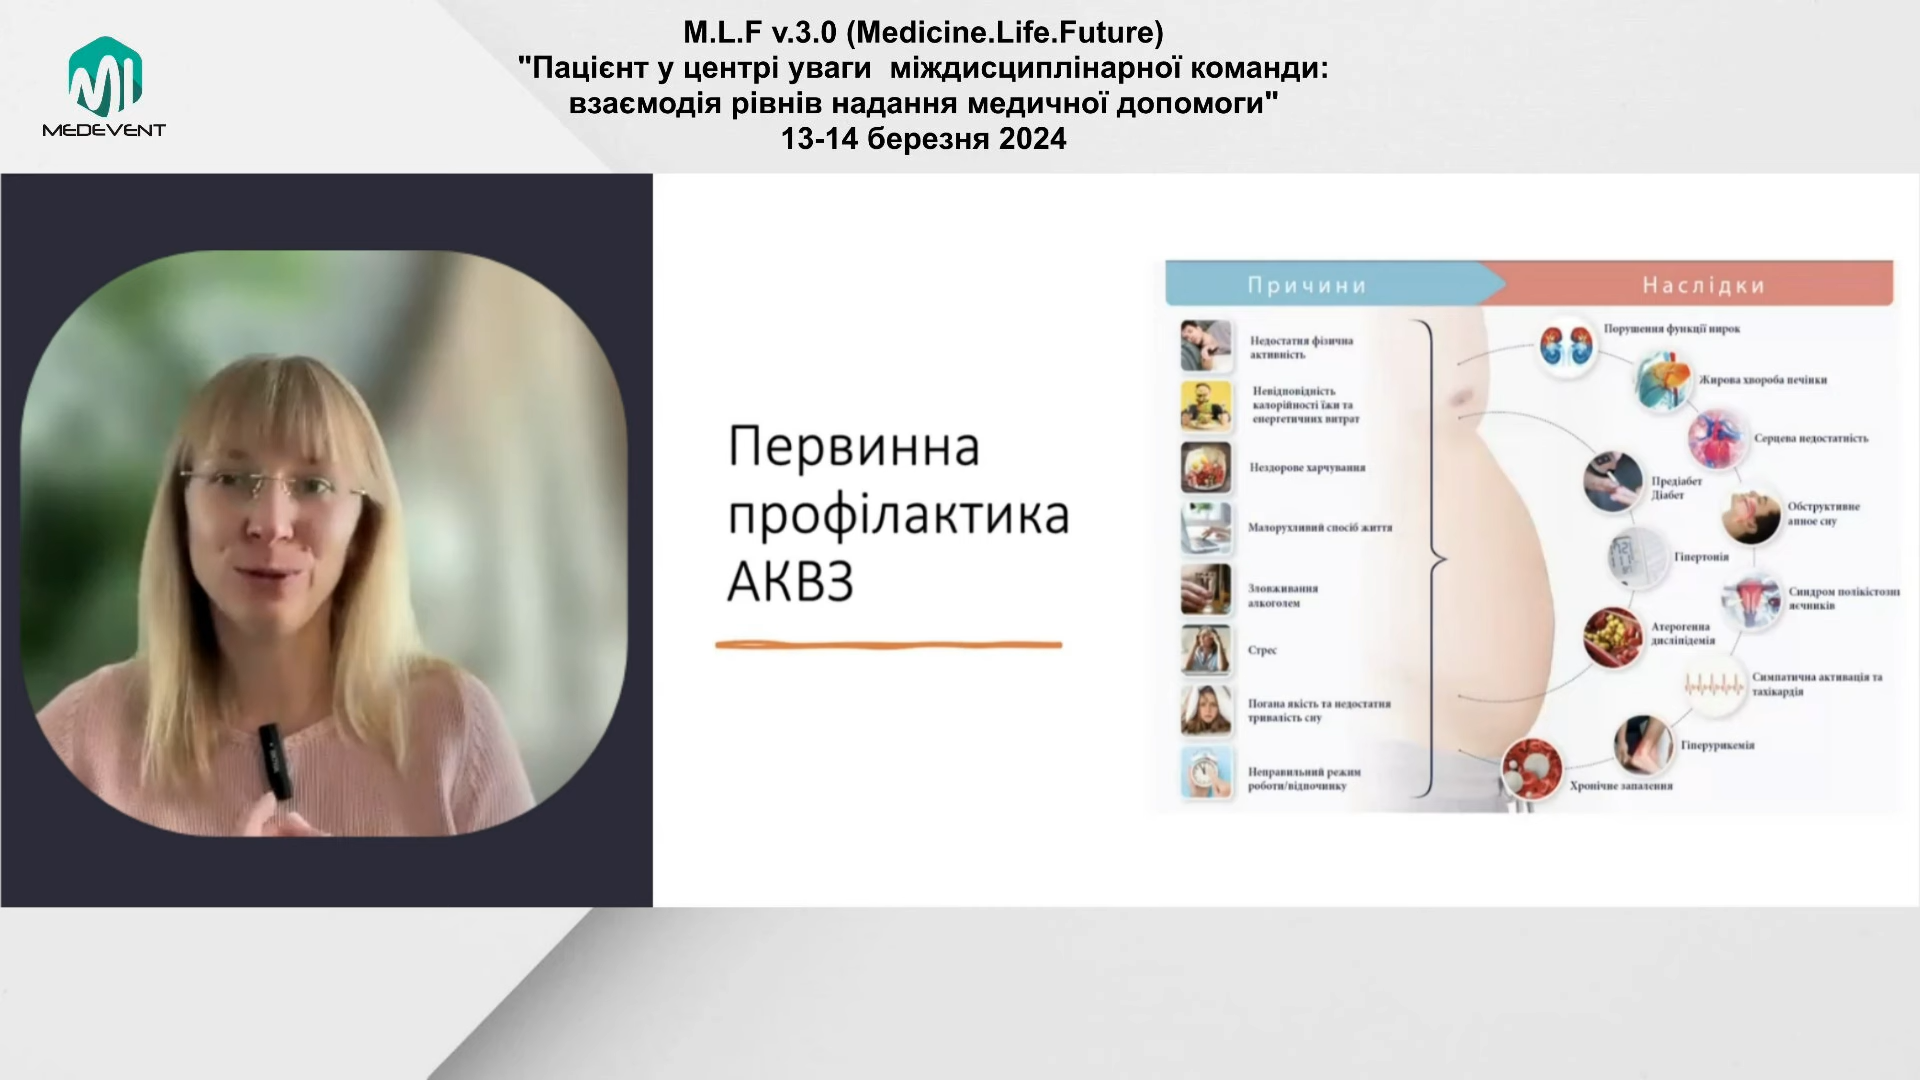 M.L.F v.3.0 (Medicine.Life.Future)
"Пацієнт у центрі уваги міждисциплінарної команди:
взаємодія рівнів надання медичної допомоги"
13-14 березня 2024
MEDEVENT
Первинна
профілактика
АКВЗ
Причини
Недостатня фізична
активність
Невідповідність
калорійності їжи та
енергетичних витрат
Нездорове харчування
Малорухливий спосіб життя
Зловживання
алкоголем
Стрес
Погана якість та недостатня
тривалість сну
Неправильний режим
роботи/відпочинку
Наслідки
Порушення функції нирок
Жирова хвороба печінки
Серцева недостатність
Предіабет
Діабет
Обструктивне
апное сну
Гіпертонія
Синдром полікістозних
яєчників
Атерогенна
дисліпідемія
Симпатична активація та
тахікардія
Гіперурикемія
Хронічне запалення